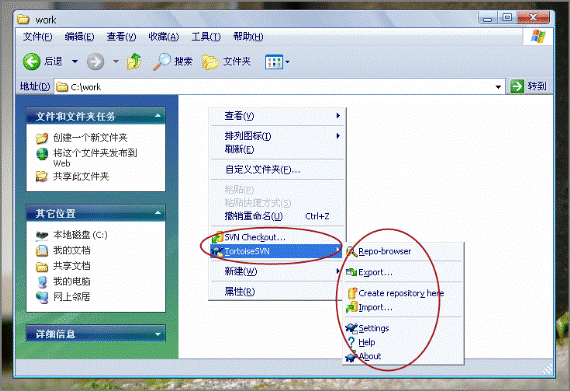 work
文件(F) 编辑(E) 查看(V) 收藏(A) 工具(T) 帮助(H)
后退 搜索 文件夹
地址(D) C:\work 转到
文件和文件夹任务
创建一个新文件夹
将这个文件夹发布到
Web
共享此文件夹
其它位置
本地磁盘 (C:)
我的文档
共享文档
我的电脑
网上邻居
详细信息
查看(V)
排列图标(I)
刷新(E)
自定义文件夹(F)...
粘贴(P)
粘贴快捷方式(S)
撤销重命名(U) Ctrl+Z
SVN Checkout...
TortoiseSVN
新建(W)
属性(R)
Repo-browser
Export...
Create repository here
Import...
Settings
Help
About